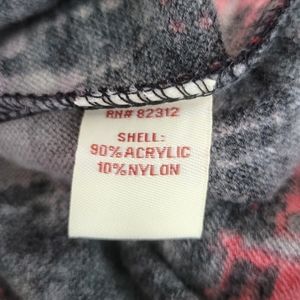 RN# 82312
SHELL:
90% ACRYLIC
10% NYLON